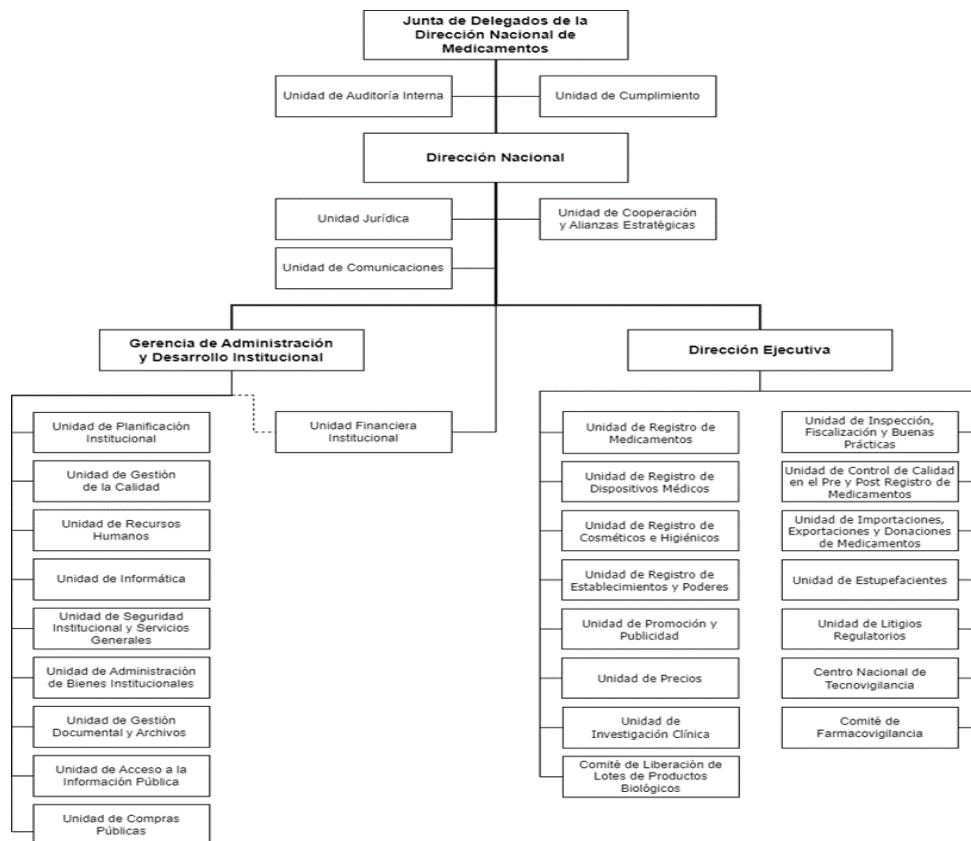 Junta de Delegados de la
Dirección Nacional de
Medicamentos
Unidad de Auditoría Interna
Unidad de Cumplimiento
Dirección Nacional
Unidad Jurídica
Unidad de Cooperación
y Alianzas Estratégicas
Unidad de Comunicaciones
Gerencia de Administración
y Desarrollo Institucional
Dirección Ejecutiva
Unidad de Planificación
Institucional
Unidad de Gestión
de la Calidad
Unidad de Recursos
Humanos
Unidad de Informática
Unidad de Seguridad
Institucional y Servicios
Generales
Unidad de Administración
de Bienes Institucionales
Unidad de Gestión
Documental y Archivos
Unidad de Acceso a la
Información Pública
Unidad de Compras
Públicas
Unidad Financiera
Institucional
Unidad de Registro de
Medicamentos
Unidad de Registro de
Dispositivos Médicos
Unidad de Registro de
Cosméticos e Higiénicos
Unidad de Registro de
Establecimientos y Poderes
Unidad de Promoción y
Publicidad
Unidad de Precios
Unidad de
Investigación Clínica
Comité de Liberación de
Lotes de Productos
Biológicos
Unidad de Inspección,
Fiscalización y Buenas
Prácticas
Unidad de Control de Calidad
en el Pre y Post Registro de
Medicamentos
Unidad de Importaciones,
Exportaciones y Donaciones
de Medicamentos
Unidad de Estupefacientes
Unidad de Litigios
Regulatorios
Centro Nacional de
Tecnovigilancia
Comité de
Farmacovigilancia